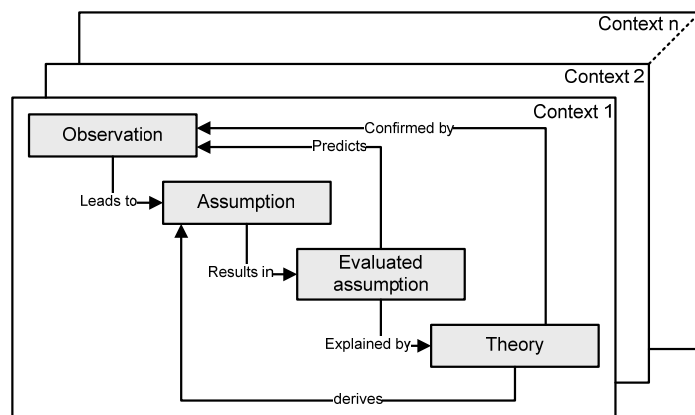 Context n
Context 2
Context 1
Observation
Confirmed by
Predicts
Leads to
Assumption
Results in
Evaluated
assumption
Explained by
Theory
derives